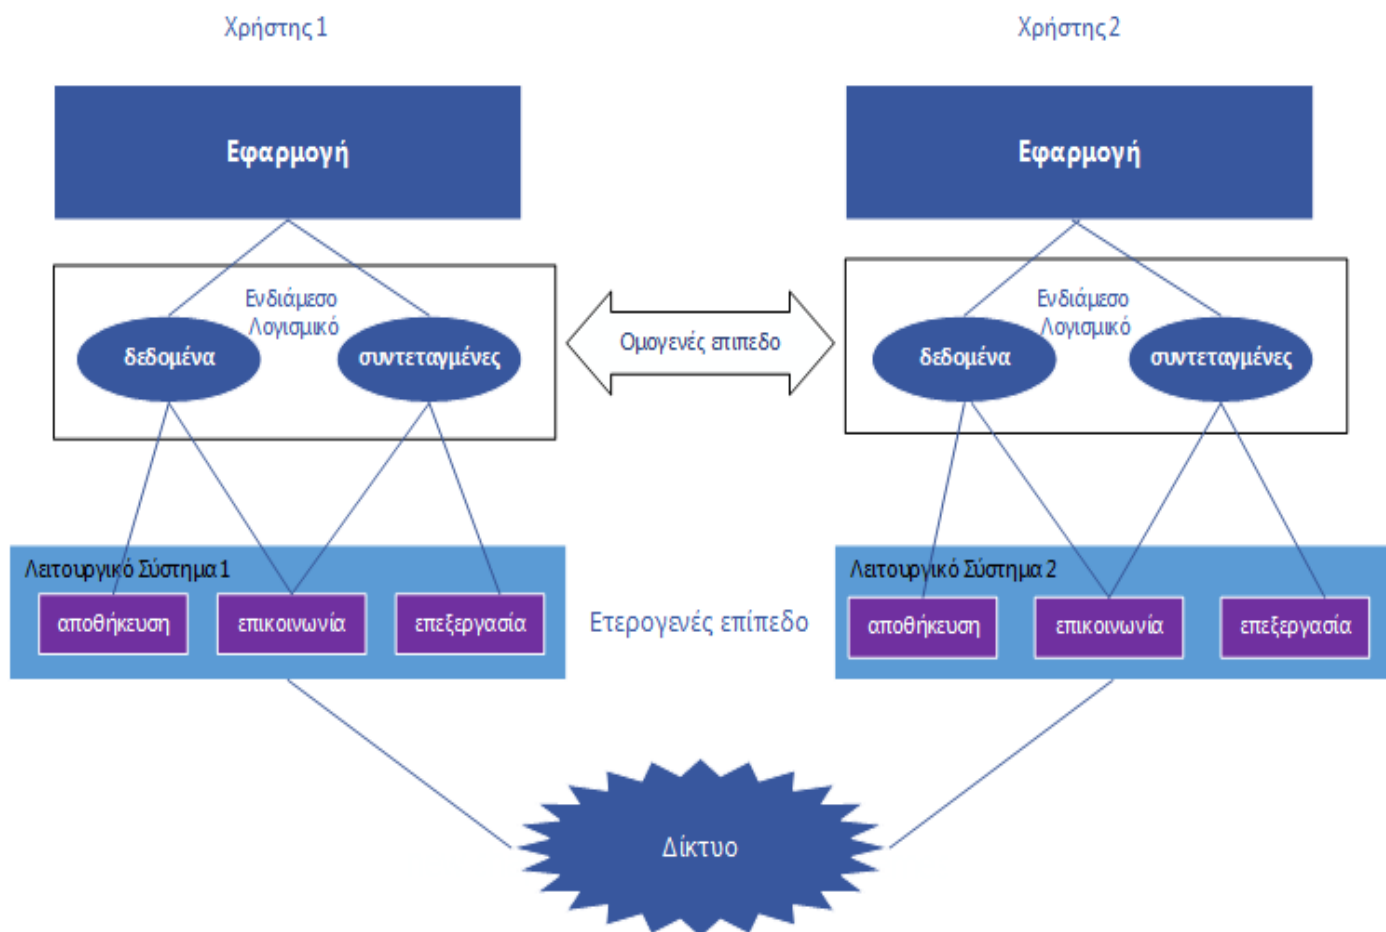 Χρήστης 1
Χρήστης 2
Εφαρμογή
Εφαρμογή
Ενδιάμεσο
Λογισμικό
δεδομένα
συντεταγμένες
Ομογενές επιπεδο
Ενδιάμεσο
Λογισμικό
δεδομένα
συντεταγμένες
Λειτουργικό Σύστημα 1
αποθήκευση
επικοινωνία
επεξεργασία
Ετερογενές επίπεδο
Λειτουργικό Σύστημα 2
αποθήκευση
επικοινωνία
επεξεργασία
Δίκτυο